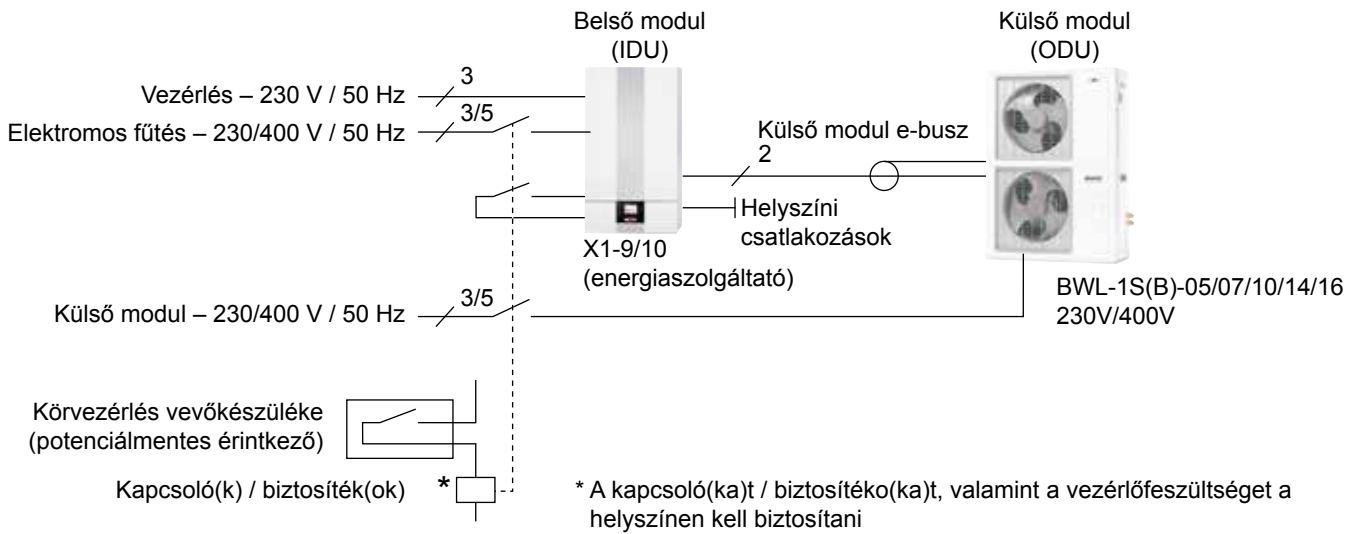 Belső modul
(IDU)
Külső modul
(ODU)
Vezérlés – 230 V / 50 Hz
3
Elektromos fűtés – 230/400 V / 50 Hz
3/5
Külső modul e-busz
2
Helyszíni
csatlakozások
X1-9/10
(energiaszolgáltató)
BWL-1S(B)-05/07/10/14/16
230V/400V
Külső modul – 230/400 V / 50 Hz
3/5
Körvezérlés vevőkészüléke
(potenciálmentes érintkező)
Kapcsoló(k) / biztosíték(ok)
*
* A kapcsoló(ka)t / biztosítéko(ka)t, valamint a vezérlőfeszültséget a
helyszínen kell biztosítani